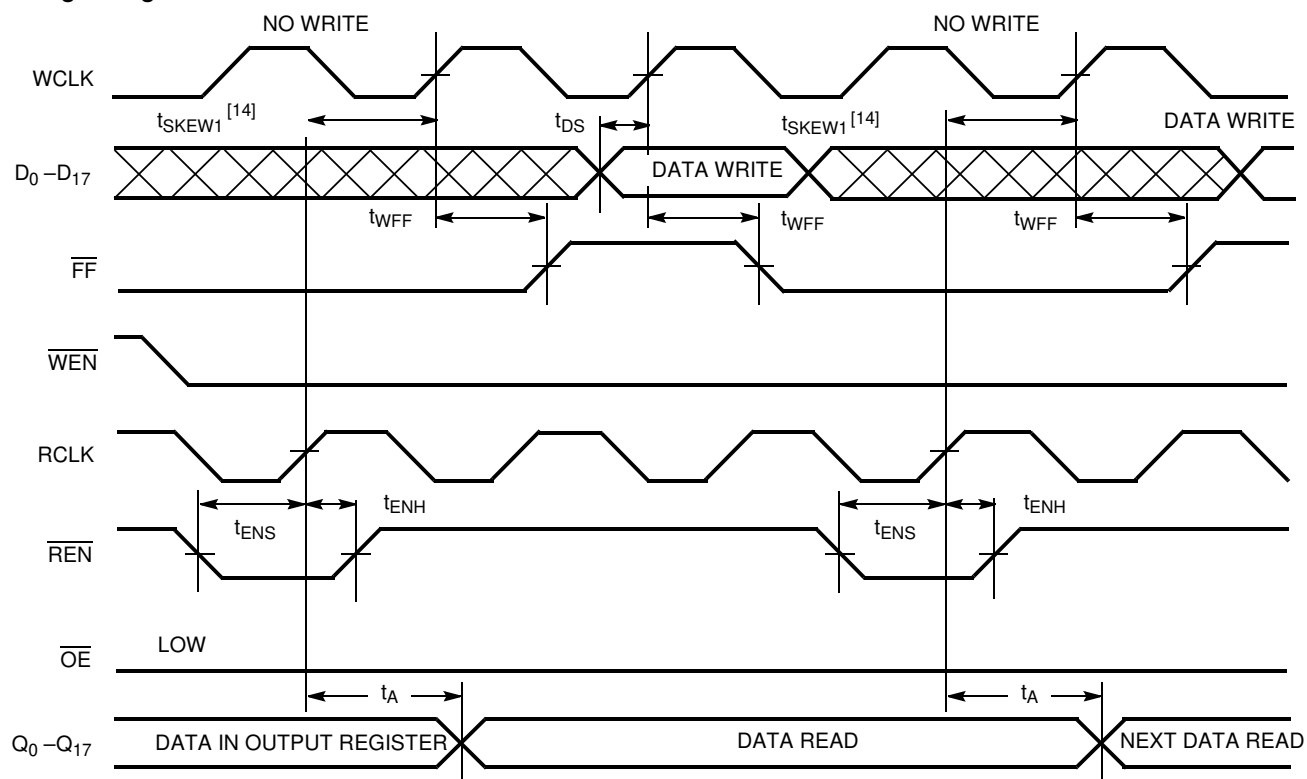 NO WRITE NO WRITE
WCLK
tSKEW1 [14] tDS tSKEW1 [14] DATA WRITE
D0 –D17 DATA WRITE
tWFF tWFF tWFF
FF
WEN
RCLK
tENS tENH tENS tENH
REN
LOW
OE
tA tA
Q0 –Q17 DATA IN OUTPUT REGISTER DATA READ NEXT DATA READ